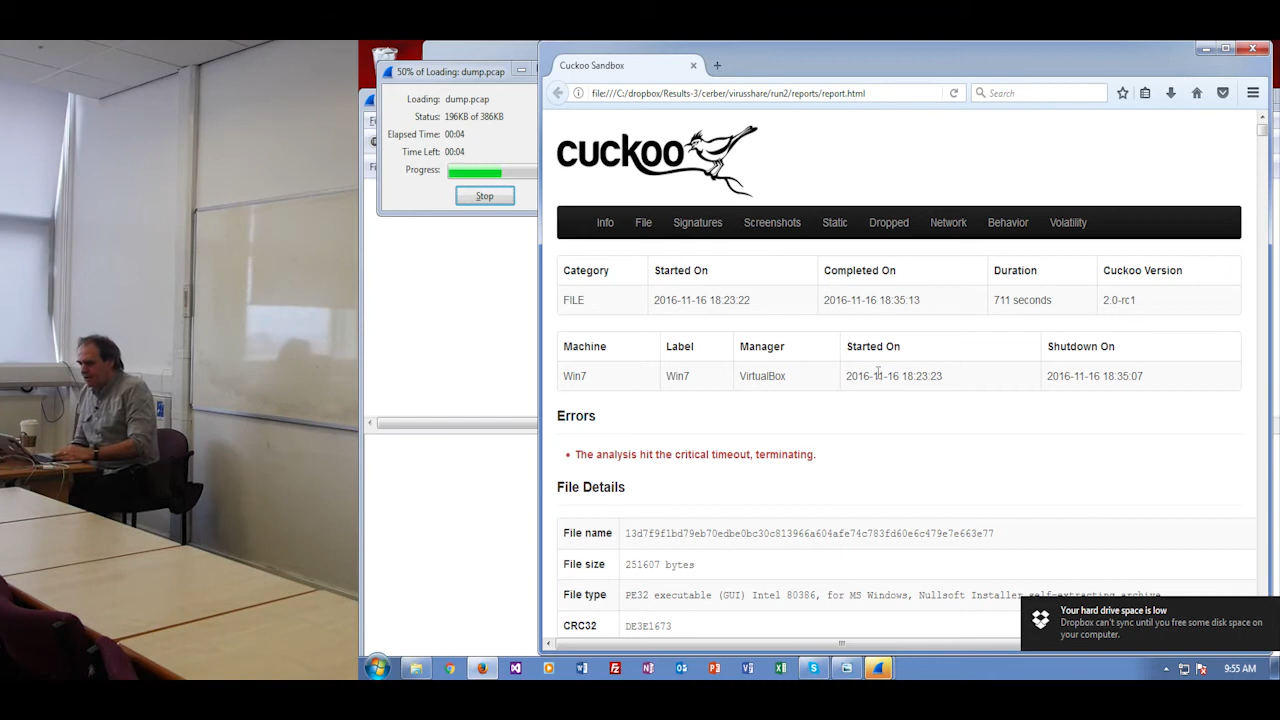 50% of Loading: dump.pcap
Loading: dump.pcap
Status: 196KB of 386KB
Elapsed Time: 00:04
Time Left: 00:04
Progress:
Stop
Cuckoo Sandbox
file:///C:/dropbox/Results-3/cerber/virusshare/run2/reports/report.html
Search
cuckoo
Info File Signatures Screenshots Static Dropped Network Behavior Volatility
Category Started On Completed On Duration Cuckoo Version
FILE 2016-11-16 18:23:22 2016-11-16 18:35:13 711 seconds 2.0-rc1
Machine Label Manager Started On Shutdown On
Win7 Win7 VirtualBox 2016-11-16 18:23:23 2016-11-16 18:35:07
Errors
• The analysis hit the critical timeout, terminating.
File Details
File name 13d7f9f1bd79eb70edbe0bc30c813966a604afe74c783fd60e6c479e7e663e77
File size 251607 bytes
File type PE32 executable (GUI) Intel 80386, for MS Windows, Nullsoft Installer self-extracting archive
CRC32 DE3E1673
Your hard drive space is low
Dropbox can't sync until you free some disk space on
your computer.
9:55 AM